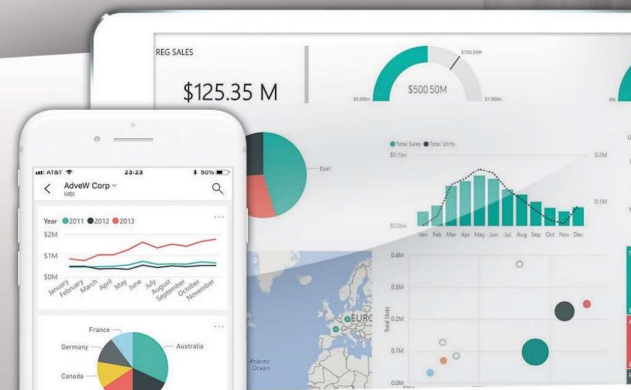 REG SALES
$125.35 M
$760.50M
$500.50M
$0.00bn
$1.00bn
0M
East
Total Sales Total Units
$0.1bn
0.2M
0.1M
$0.0bn
Jan Feb Mar Apr May Jun Jul Aug Sep Oct Nov Dec
AT&T 23:23 50%
AdveW Corp
MBI
Year 2011 2012 2013
$2M
$1M
$0M
January February March April May June July August September October November
France
Germany
Canada
Australia
EURO
Atlantic
Ocean
Total Units
0.4M
0.3M
0.2M
0.1M
0.0M